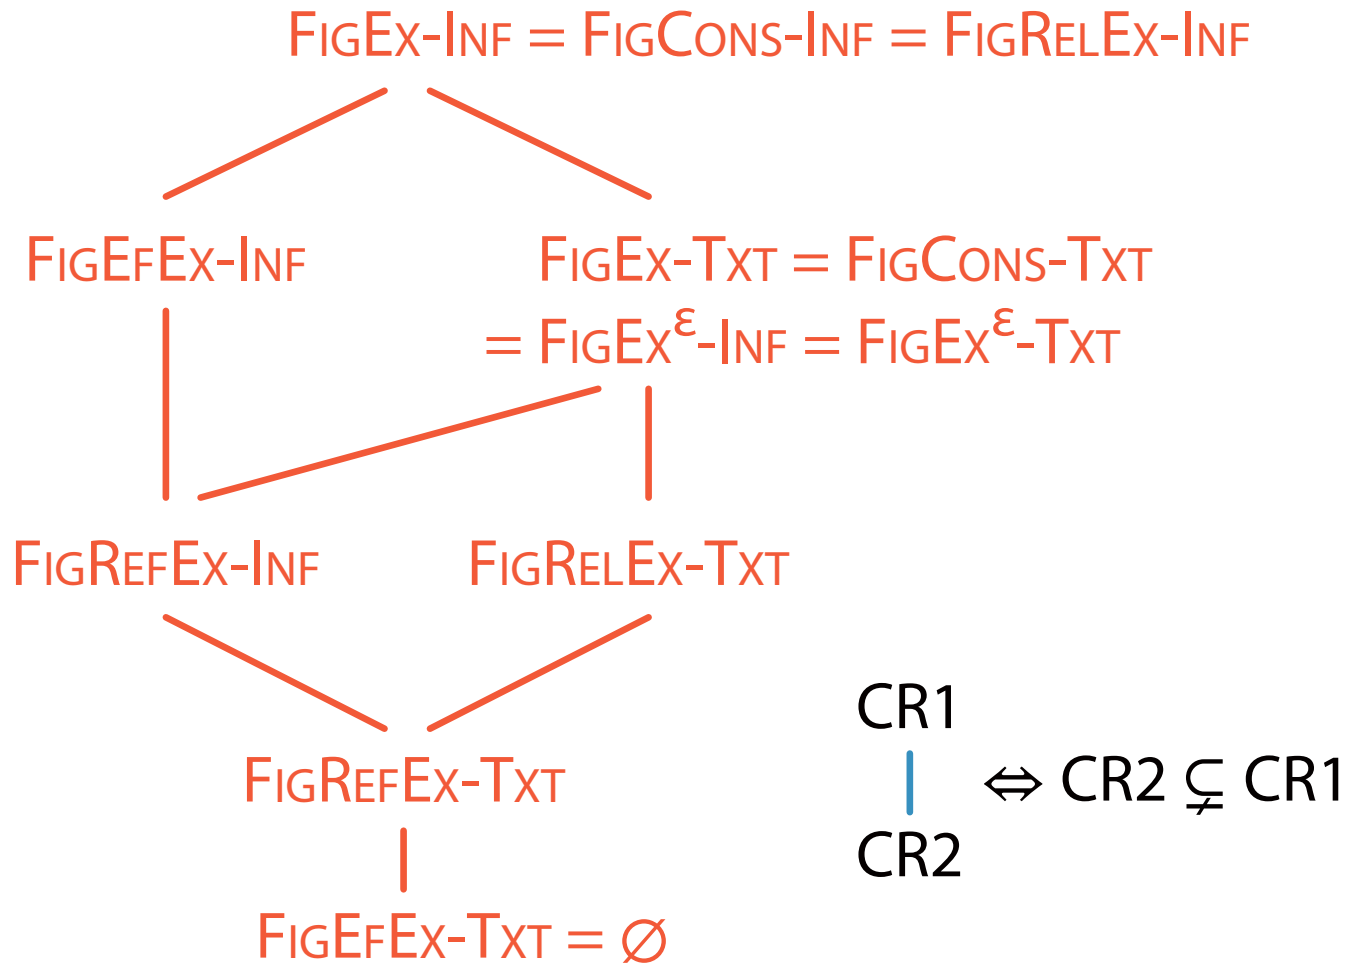 FIGEX-INF = FIGCONS-INF = FIGRELEX-INF
FIGEFEX-INF
FIGEX-TXT = FIGCONS-TXT
= FIGEX^ε-INF = FIGEX^ε-TXT
FIGREFEX-INF
FIGRELEX-TXT
FIGREFEX-TXT
FIGEFEX-TXT = ∅
CR1
⇔ CR2 ⊊ CR1
CR2